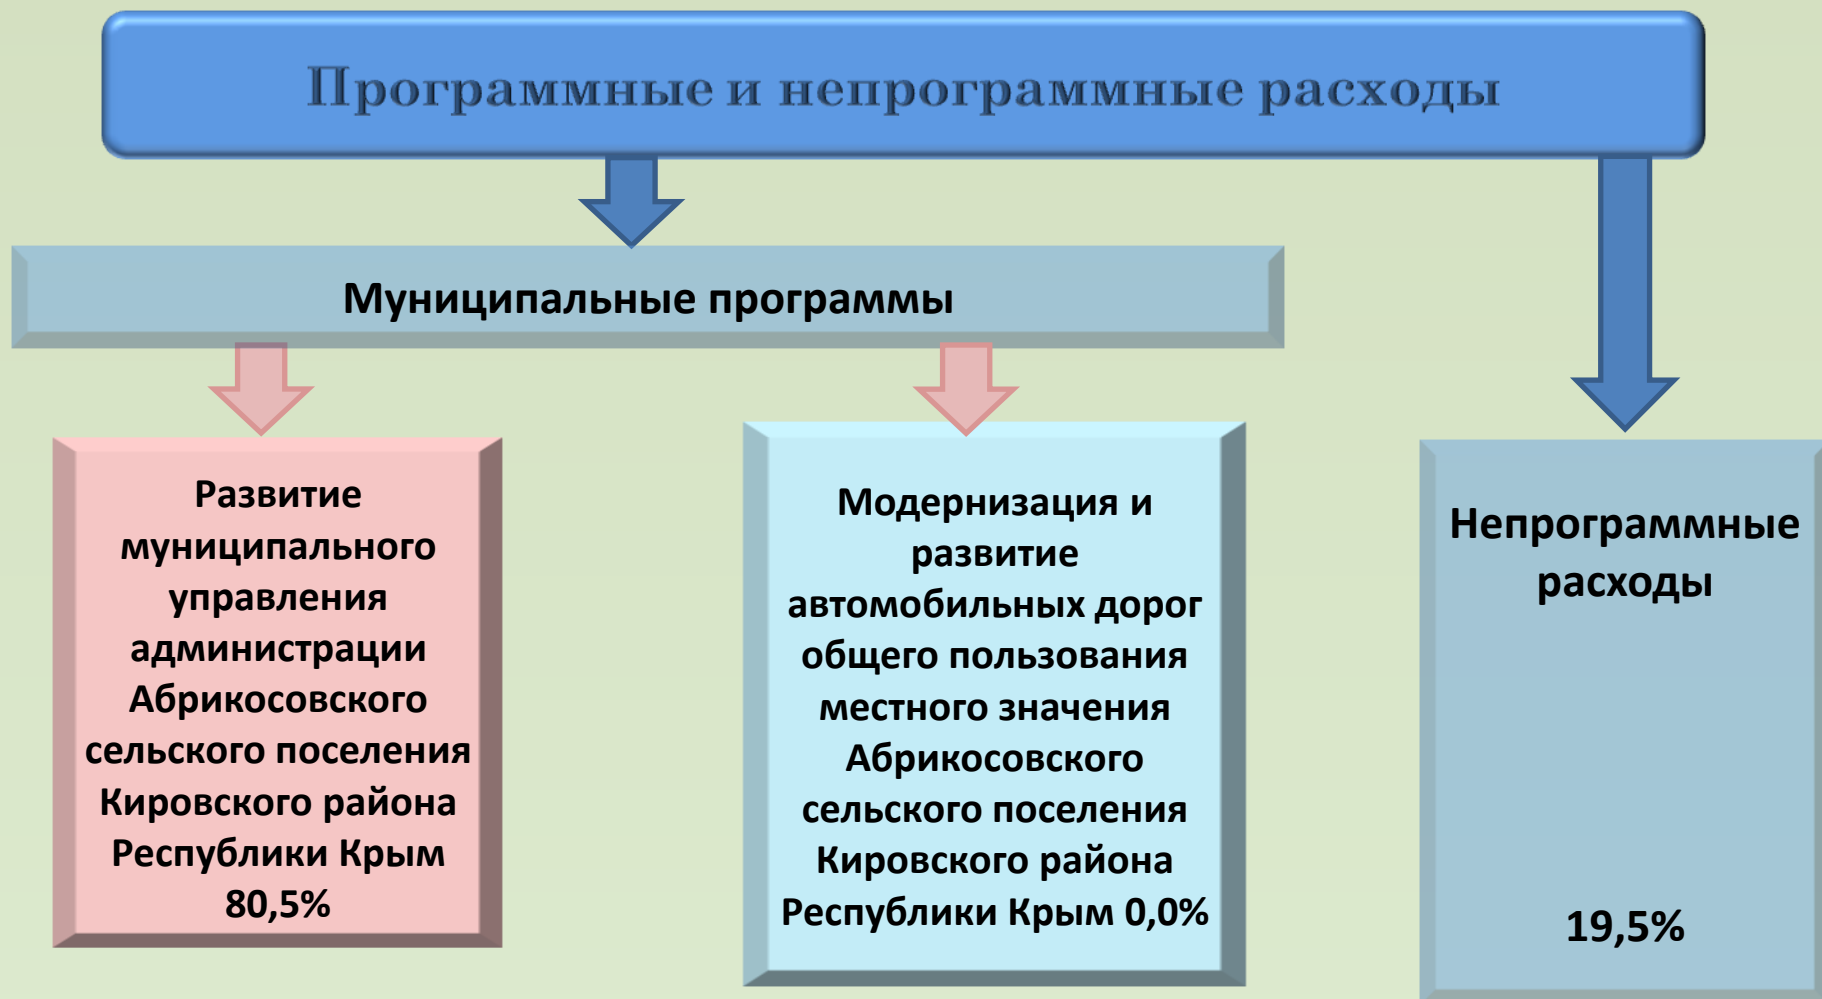 Программные и непрограммные расходы
Муниципальные программы
Развитие
муниципального
управления
администрации
Абрикосовского
сельского поселения
Кировского района
Республики Крым
80,5%
Модернизация и
развитие
автомобильных дорог
общего пользования
местного значения
Абрикосовского
сельского поселения
Кировского района
Республики Крым 0,0%
Непрограммные
расходы
19,5%